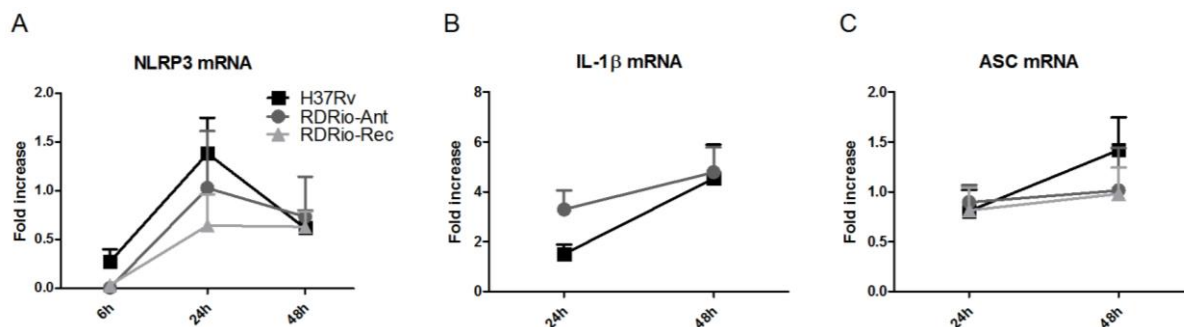 A
NLRP3 mRNA
Fold increase
2.0
1.5
1.0
0.5
0.0
6h
24h
48h
H37Rv
RDRio-Ant
RDRio-Rec
B
IL-1β mRNA
Fold increase
8
6
4
2
0
24h
48h
C
ASC mRNA
Fold increase
2.0
1.5
1.0
0.5
0.0
24h
48h